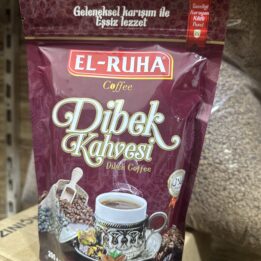 Geleneksel karışım ile
Eşsiz lezzet
EL-RUHA
Coffee
Dibek
Kahvesi
Dibek Coffee